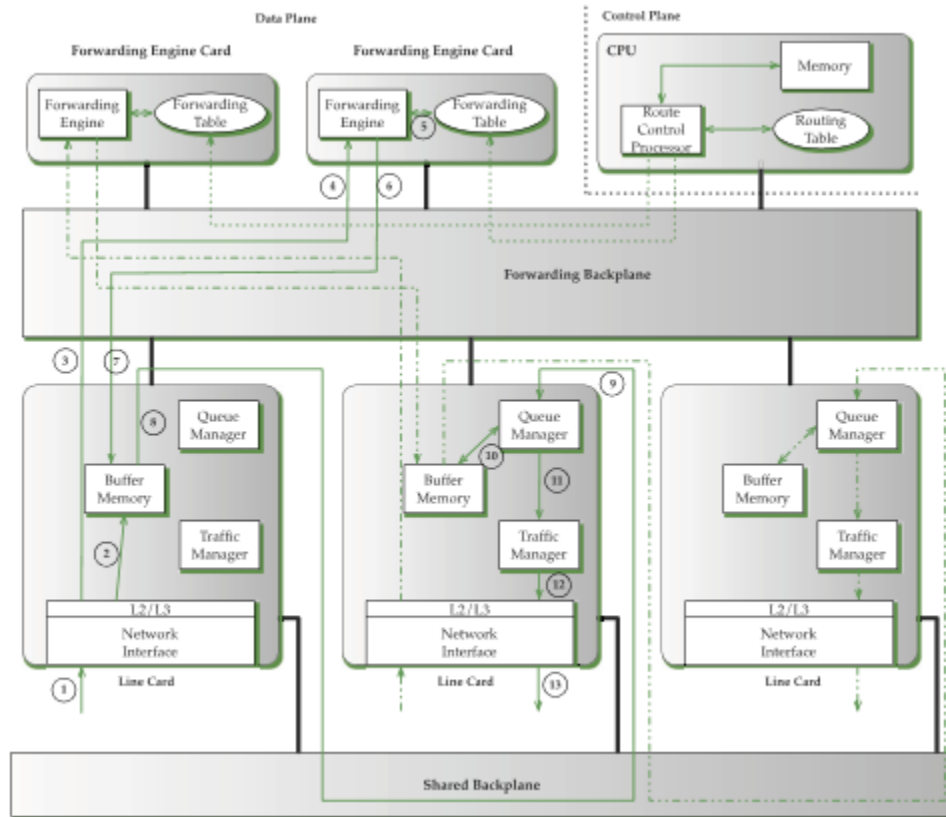 Data Plane
Control Plane
Forwarding Engine Card
Forwarding Engine Card
CPU
Memory
Forwarding
Engine
Forwarding
Table
Forwarding
Engine
5
Forwarding
Table
Route
Control
Processor
Routing
Table
4
6
Forwarding Backplane
3
7
8
9
Queue
Manager
Buffer
Memory
2
Traffic
Manager
L2/L3
Network
Interface
1
Line Card
Queue
Manager
10
Buffer
Memory
11
Traffic
Manager
12
L2/L3
Network
Interface
Line Card
13
Queue
Manager
Buffer
Memory
Traffic
Manager
L2/L3
Network
Interface
Line Card
Shared Backplane